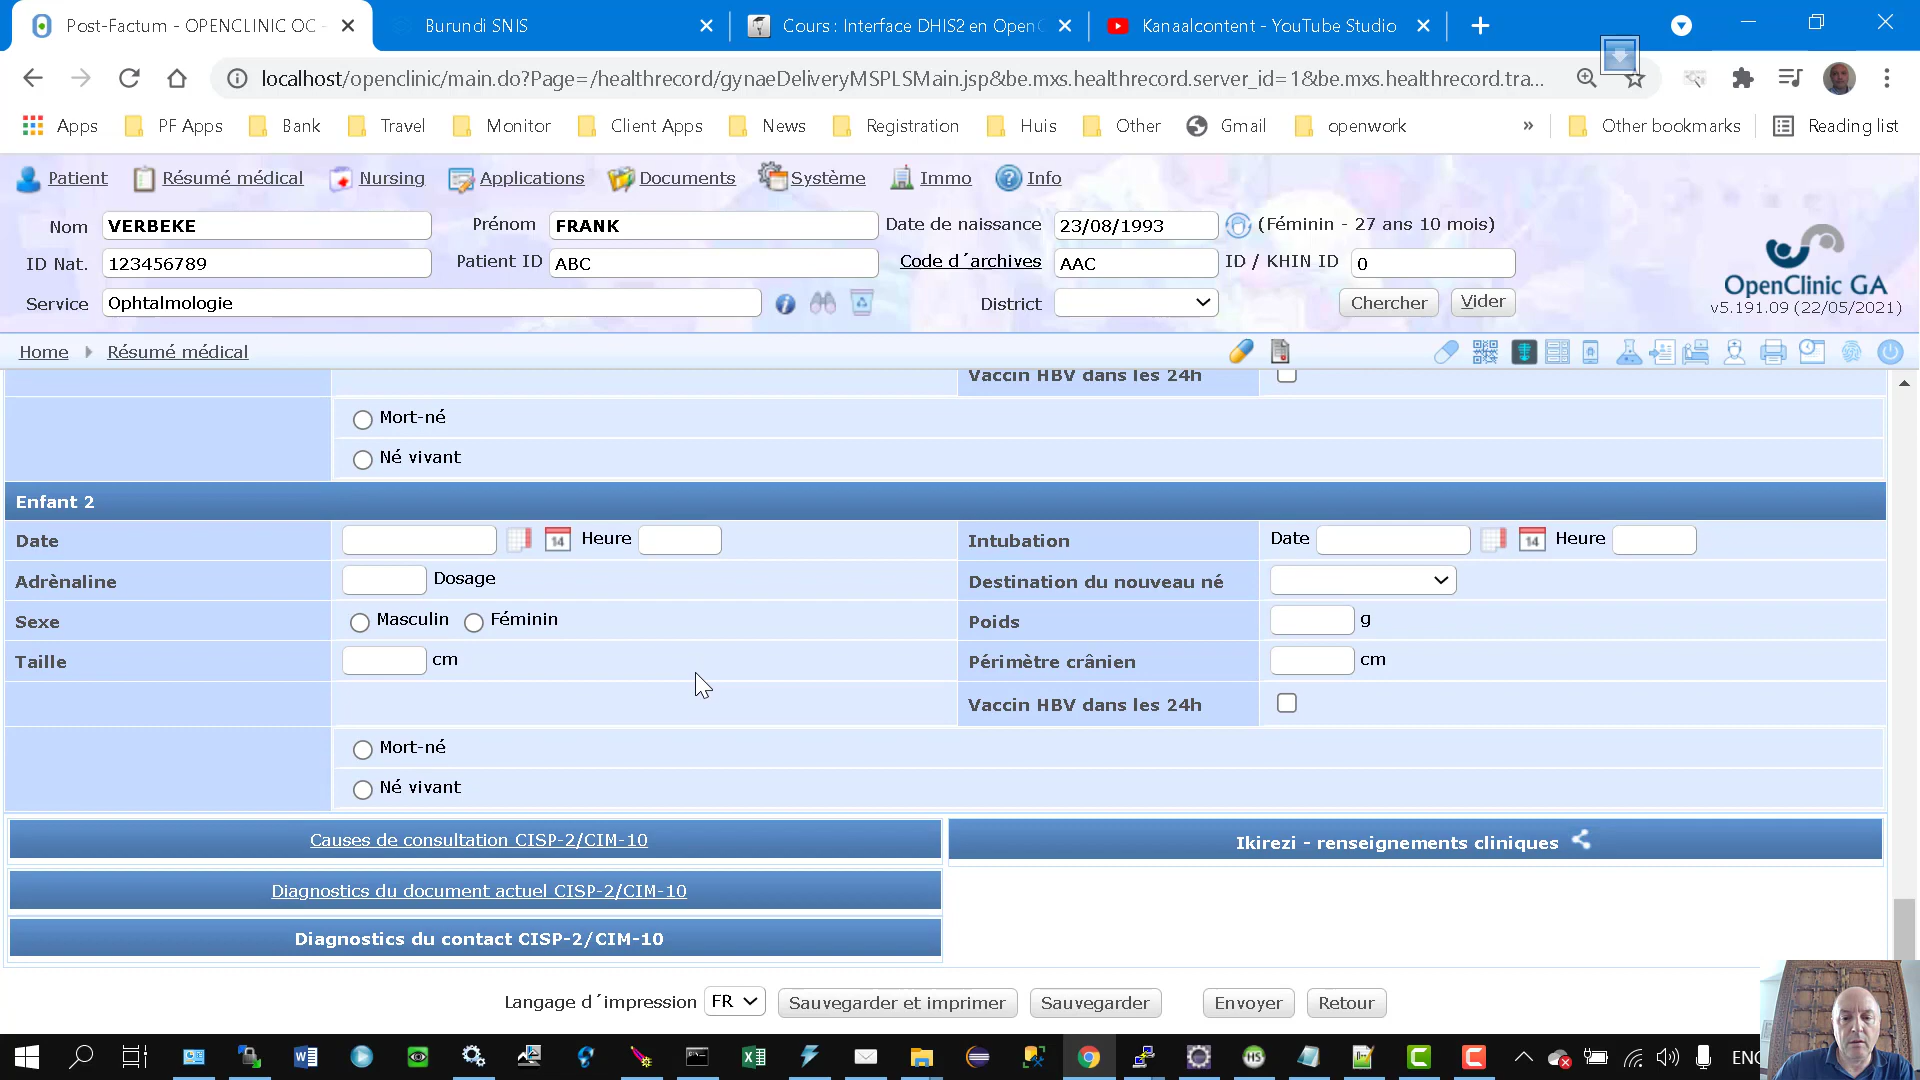 Post-Factum - OPENCLINIC OC -
Burundi SNIS
Cours : Interface DHIS2 en OpenC
Kanaalcontent - YouTube Studio
localhost/openclinic/main.do?Page=/healthrecord/gynaeDeliveryMSPLSMain.jsp&be.mxs.healthrecord.server_id=1&be.mxs.healthrecord.tra...
Apps PF Apps Bank Travel Monitor Client Apps News Registration Huis Other Gmail openwork » Other bookmarks Reading list
Patient Résumé médical Nursing Applications Documents Système Immo Info
Nom VERBEKE Prénom FRANK Date de naissance 23/08/1993 (Féminin - 27 ans 10 mois)
ID Nat. 123456789 Patient ID ABC Code d´archives AAC ID / KHIN ID 0
Service Ophtalmologie District Chercher Vider
OpenClinic GA
v5.191.09 (22/05/2021)
Home Résumé médical
Vaccin HBV dans les 24h
Mort-né
Né vivant
Enfant 2
Date 14 Heure Intubation Date 14 Heure
Adrènaline Dosage Destination du nouveau né
Sexe Masculin Féminin Poids g
Taille cm Périmètre crânien cm
Vaccin HBV dans les 24h
Mort-né
Né vivant
Causes de consultation CISP-2/CIM-10 Ikirezi - renseignements cliniques
Diagnostics du document actuel CISP-2/CIM-10
Diagnostics du contact CISP-2/CIM-10
Langage d´impression FR Sauvegarder et imprimer Sauvegarder Envoyer Retour
ENG